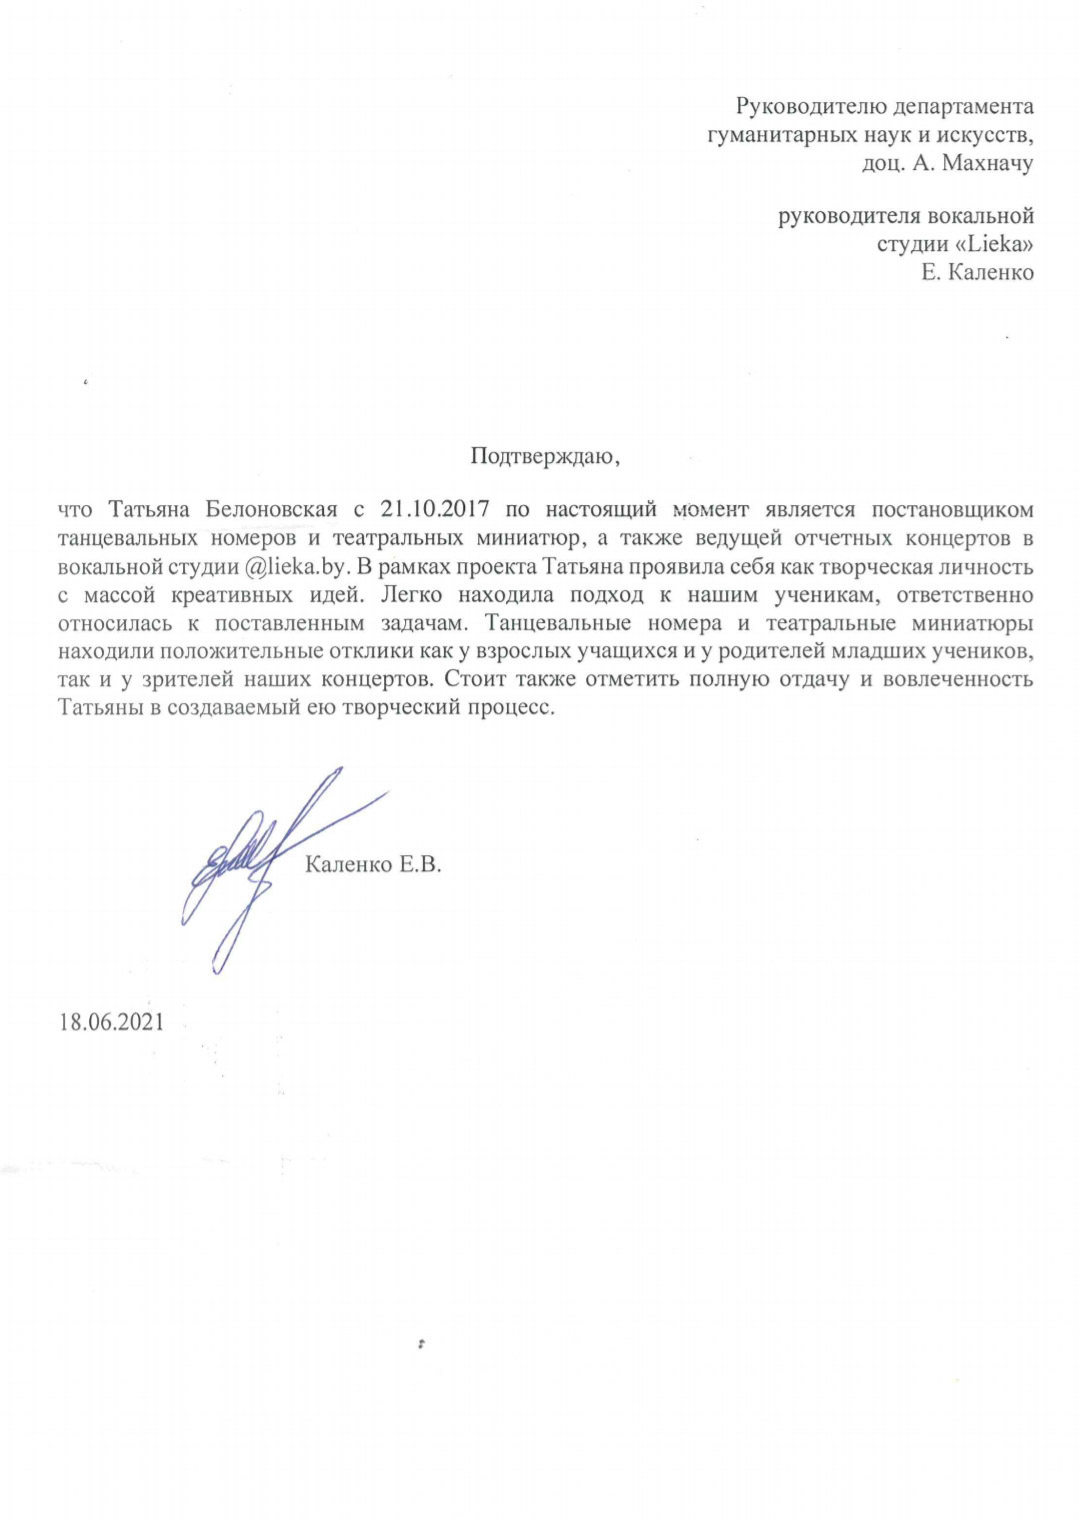 Руководителю департамента
гуманитарных наук и искусств,
доц. А. Махначу
руководителя вокальной
студии «Lieka»
Е. Каленко
Подтверждаю,
что Татьяна Белоновская с 21.10.2017 по настоящий момент является постановщиком
танцевальных номеров и театральных миниатюр, а также ведущей отчетных концертов в
вокальной студии @lieka.by. В рамках проекта Татьяна проявила себя как творческая личность
с массой креативных идей. Легко находила подход к нашим ученикам, ответственно
относилась к поставленным задачам. Танцевальные номера и театральные миниатюры
находили положительные отклики как у взрослых учащихся и у родителей младших учеников,
так и у зрителей наших концертов. Стоит также отметить полную отдачу и вовлеченность
Татьяны в создаваемый ею творческий процесс.
Каленко Е.В.
18.06.2021